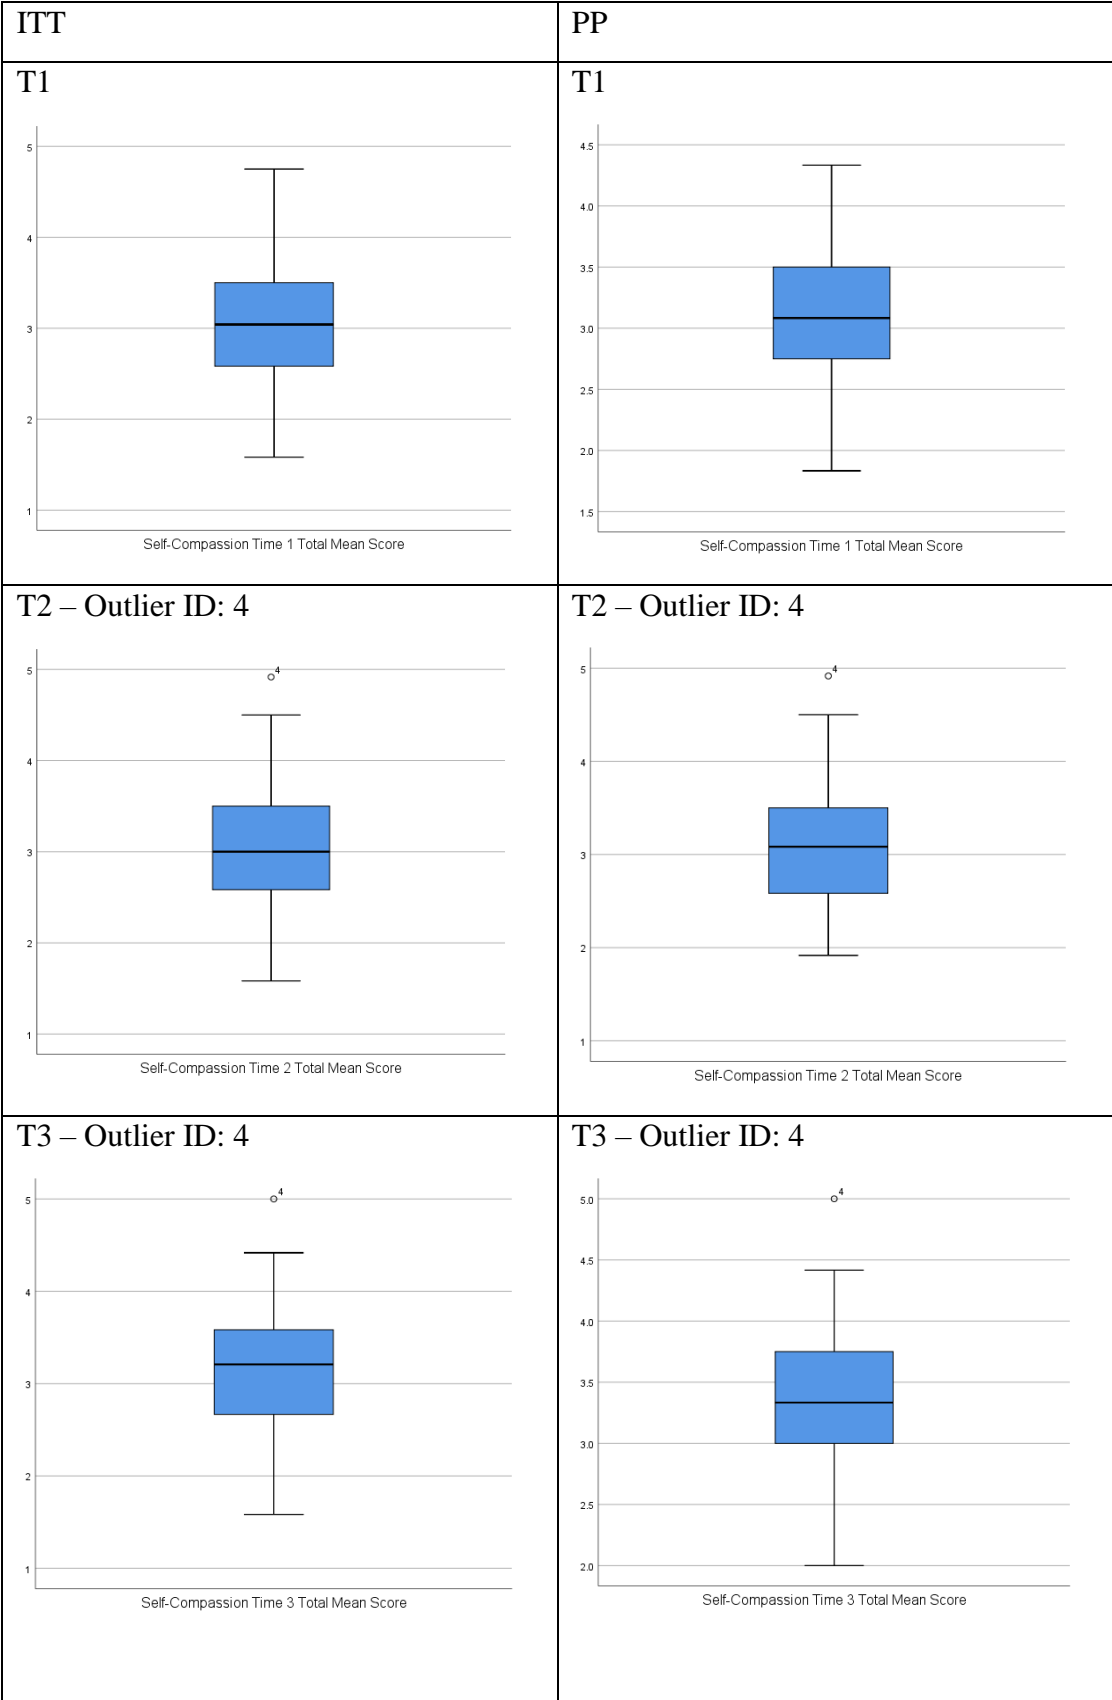 ITT
PP
T1
5
4
3
2
1
Self-Compassion Time 1 Total Mean Score
T1
4.5
4.0
3.5
3.0
2.5
2.0
1.5
Self-Compassion Time 1 Total Mean Score
T2 – Outlier ID: 4
5
4
4
3
2
1
Self-Compassion Time 2 Total Mean Score
T2 – Outlier ID: 4
5
4
4
3
2
1
Self-Compassion Time 2 Total Mean Score
T3 – Outlier ID: 4
4
5
4
3
2
1
Self-Compassion Time 3 Total Mean Score
T3 – Outlier ID: 4
4
5.0
4.5
4.0
3.5
3.0
2.5
2.0
Self-Compassion Time 3 Total Mean Score